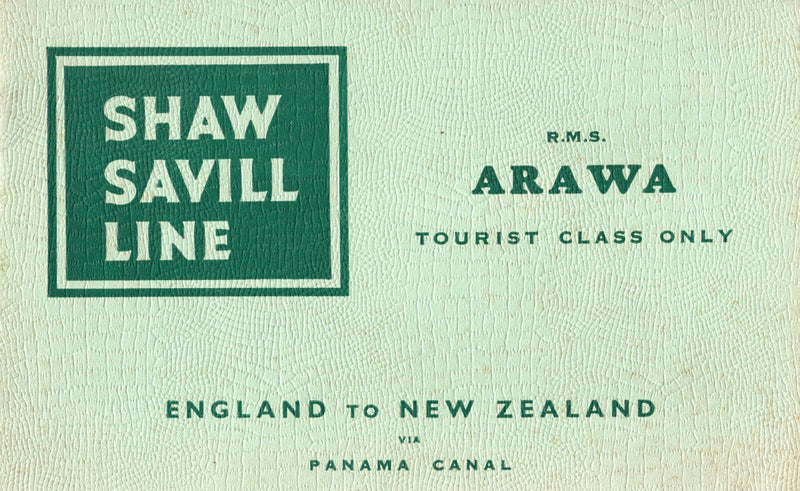 SHAW
SAVILL
LINE
R.M.S.
ARAWA
TOURIST CLASS ONLY
ENGLAND TO NEW ZEALAND
VIA
PANAMA CANAL